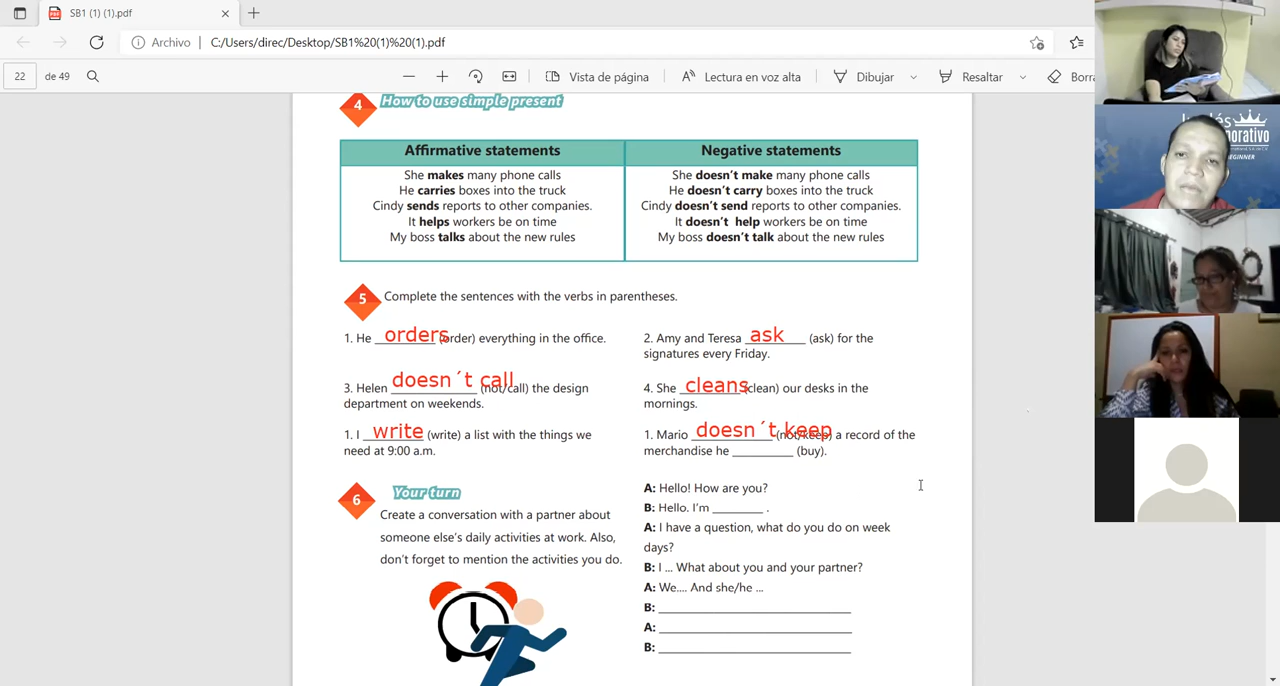 SB1 (1) (1).pdf
Archivo
C:/Users/direc/Desktop/SB1%20(1)%20(1).pdf
22
de 49
Vista de página
Lectura en voz alta
Dibujar
Resaltar
4 How to use simple present
Affirmative statements
Negative statements
She makes many phone calls
He carries boxes into the truck
Cindy sends reports to other companies.
It helps workers be on time
My boss talks about the new rules
She doesn't make many phone calls
He doesn't carry boxes into the truck
Cindy doesn't send reports to other companies.
It doesn't help workers be on time
My boss doesn't talk about the new rules
5 Complete the sentences with the verbs in parentheses.
1. He orders (order) everything in the office.
2. Amy and Teresa ask (ask) for the
signatures every Friday.
3. Helen doesn´t call (not/call) the design
department on weekends.
4. She cleans (clean) our desks in the
mornings.
1. I write (write) a list with the things we
need at 9:00 a.m.
1. Mario doesn´t keep (not/keep) a record of the
merchandise he ________ (buy).
6 Your turn
Create a conversation with a partner about
someone else's daily activities at work. Also,
don't forget to mention the activities you do.
A: Hello! How are you?
B: Hello. I'm _______ .
A: I have a question, what do you do on week
days?
B: I ... What about you and your partner?
A: We.... And she/he ...
B:
A:
B: